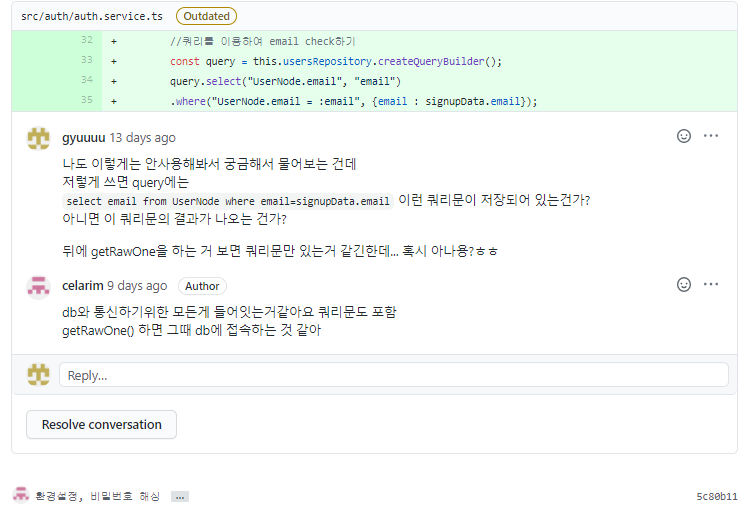 src/auth/auth.service.ts Outdated
32 + //쿼리를 이용하여 email check하기
33 + const query = this.usersRepository.createQueryBuilder();
34 + query.select("UserNode.email", "email")
35 + .where("UserNode.email = :email", {email : signupData.email});
gyuuuu 13 days ago
나도 이렇게는 안사용해봐서 궁금해서 물어보는 건데
저렇게 쓰면 query에는
select email from UserNode where email=signupData.email 이런 쿼리문이 저장되어 있는건가?
아니면 이 쿼리문의 결과가 나오는 건가?
뒤에 getRawOne을 하는 거 보면 쿼리문만 있는거 같긴한데... 혹시 아나용?ㅎㅎ
celarim 9 days ago Author
db와 통신하기위한 모든게 들어잇는거같아요 쿼리문도 포함
getRawOne() 하면 그때 db에 접속하는 것 같아
Reply...
Resolve conversation
환경설정, 비밀번호 해싱 ... 5c80b11